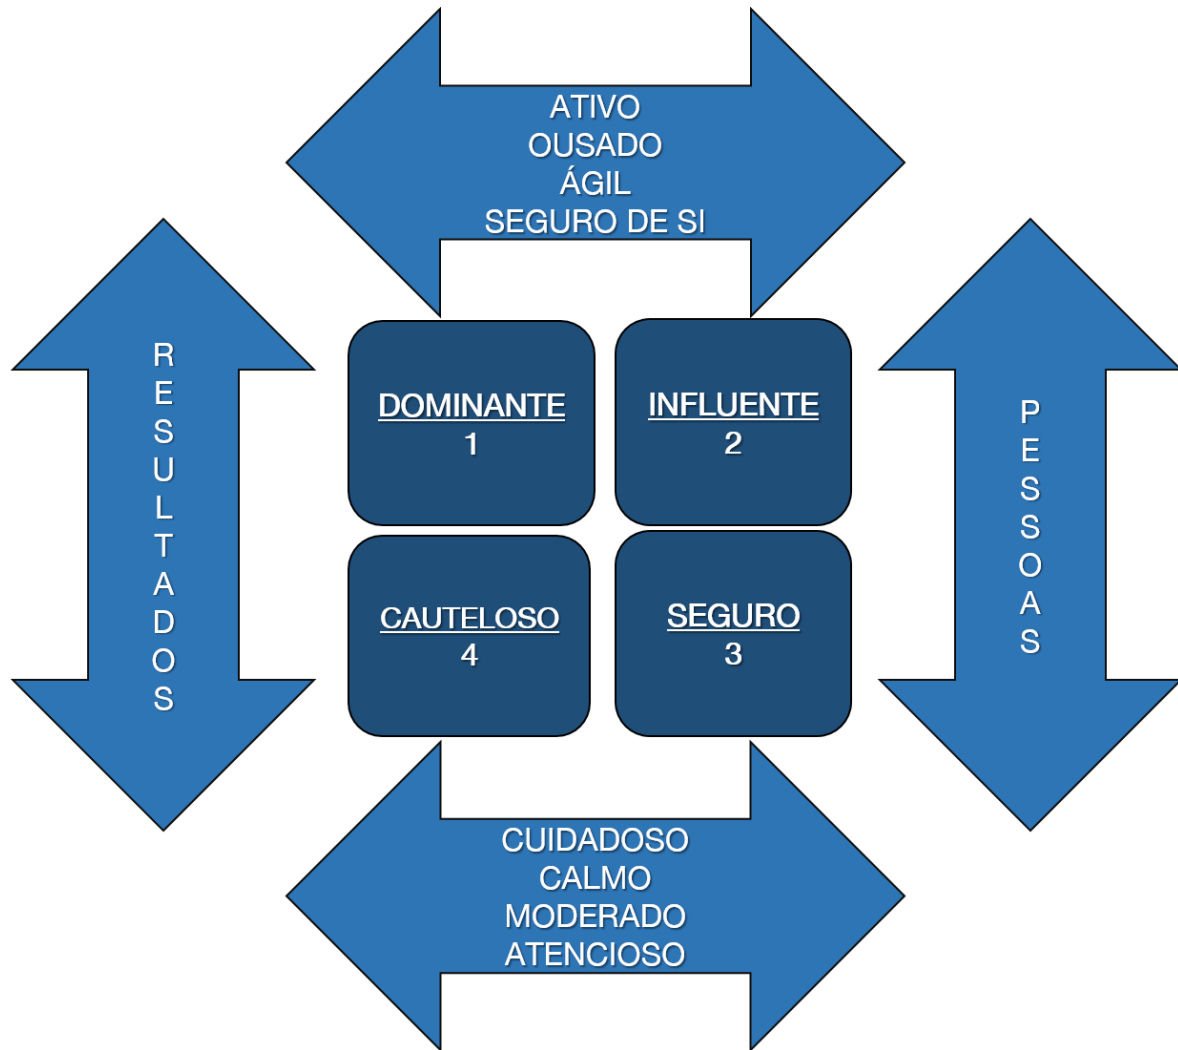 ATIVO
OUSADO
ÁGIL
SEGURO DE SI
RESULTADOS
DOMINANTE
1
INFLUENTE
2
CAUTELOSO
4
SEGURO
3
PESSOAS
CUIDADOSO
CALMO
MODERADO
ATENCIOSO